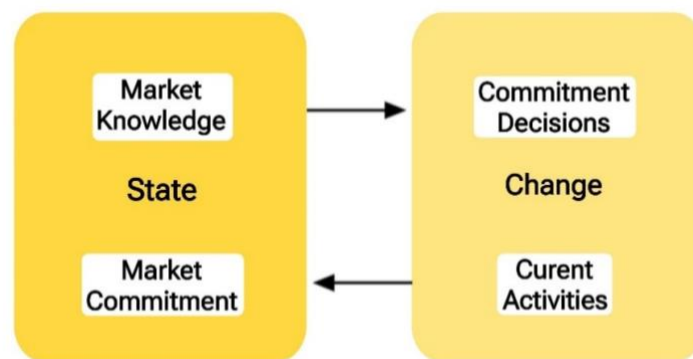 Market
Knowledge
State
Market
Commitment
Commitment
Decisions
Change
Curent
Activities